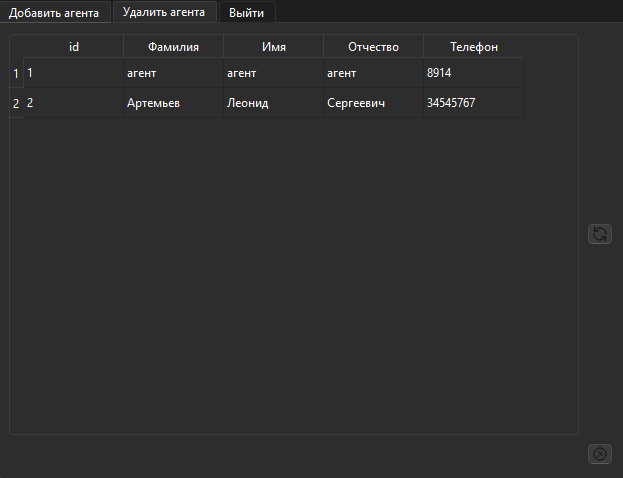 Добавить агента Удалить агента Выйти
id Фамилия Имя Отчество Телефон
1 1 агент агент агент 8914
2 2 Артемьев Леонид Сергеевич 34545767